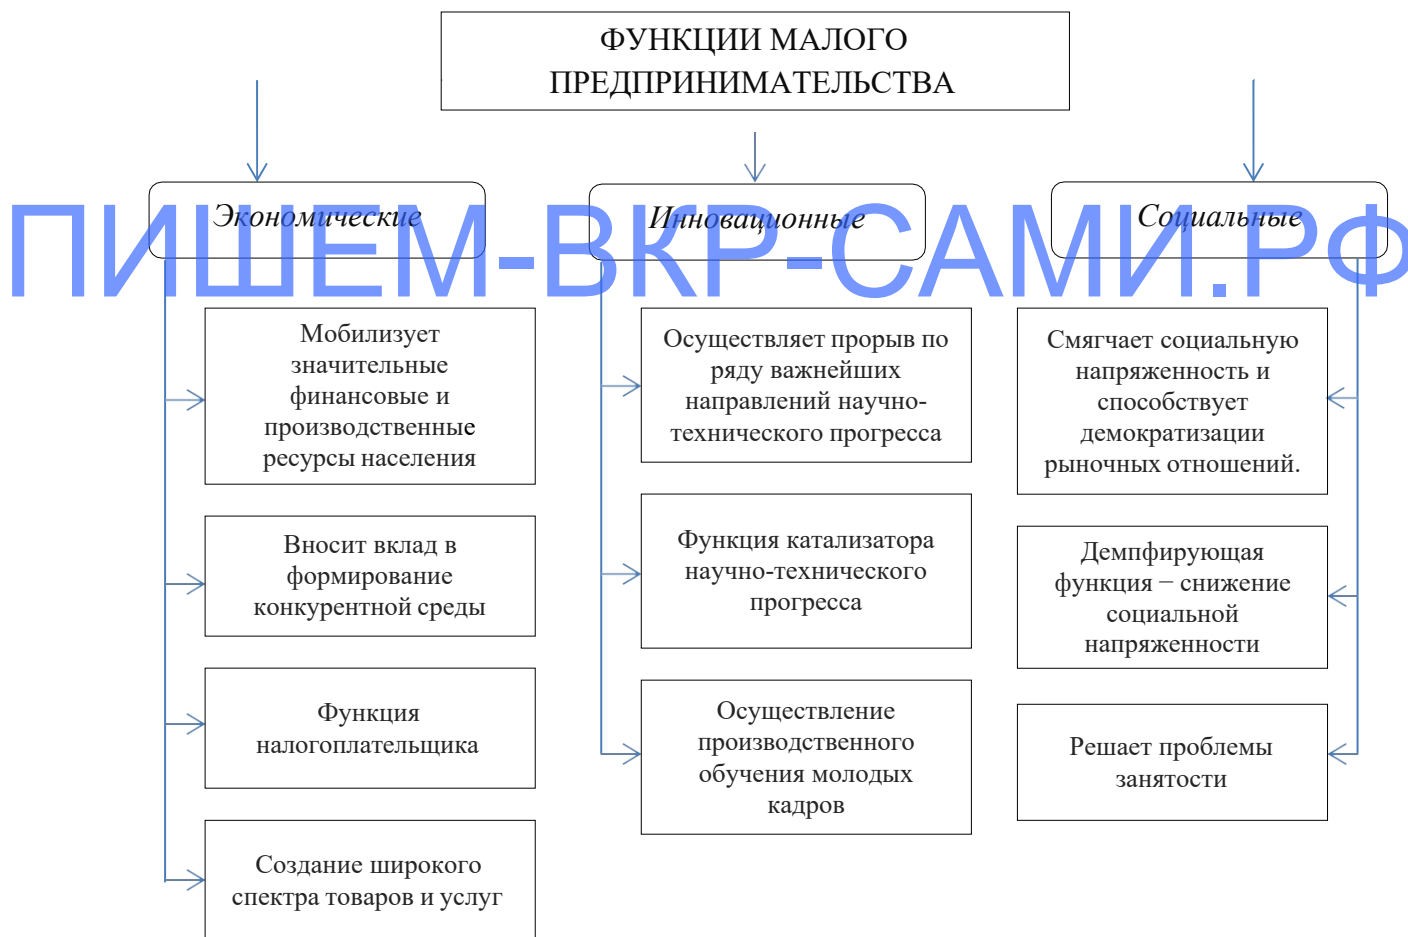 ФУНКЦИИ МАЛОГО
ПРЕДПРИНИМАТЕЛЬСТВА
Экономические
Инновационные
Социальные
ПИШЕМ-ВКР-САМИ.РФ
Мобилизует
значительные
финансовые и
производственные
ресурсы населения
Вносит вклад в
формирование
конкурентной среды
Функция
налогоплательщика
Создание широкого
спектра товаров и услуг
Осуществляет прорыв по
ряду важнейших
направлений научно-
технического прогресса
Функция катализатора
научно-технического
прогресса
Осуществление
производственного
обучения молодых
кадров
Смягчает социальную
напряженность и
способствует
демократизации
рыночных отношений.
Демпфирующая
функция − снижение
социальной
напряженности
Решает проблемы
занятости